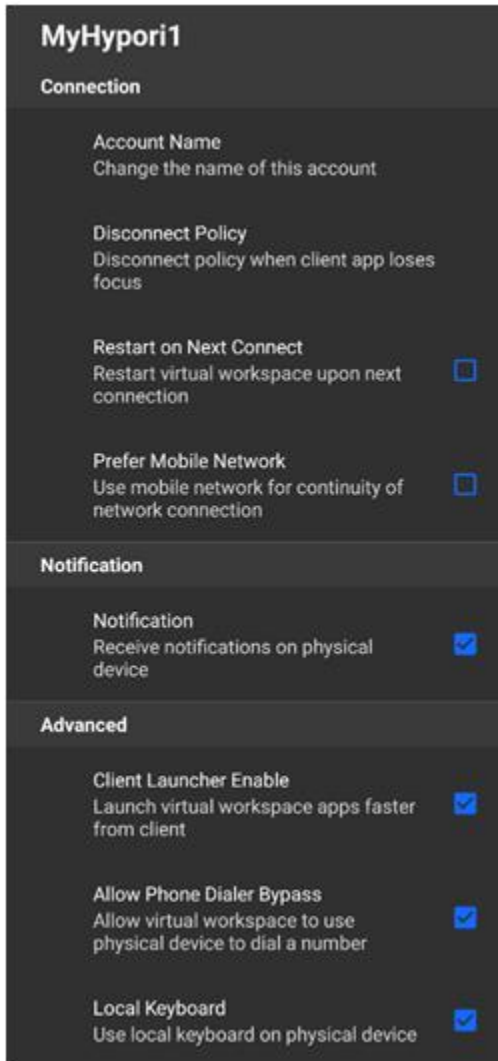 MyHypori1
Connection
Account Name
Change the name of this account
Disconnect Policy
Disconnect policy when client app loses
focus
Restart on Next Connect
Restart virtual workspace upon next
connection
Prefer Mobile Network
Use mobile network for continuity of
network connection
Notification
Notification
Receive notifications on physical
device
Advanced
Client Launcher Enable
Launch virtual workspace apps faster
from client
Allow Phone Dialer Bypass
Allow virtual workspace to use
physical device to dial a number
Local Keyboard
Use local keyboard on physical device